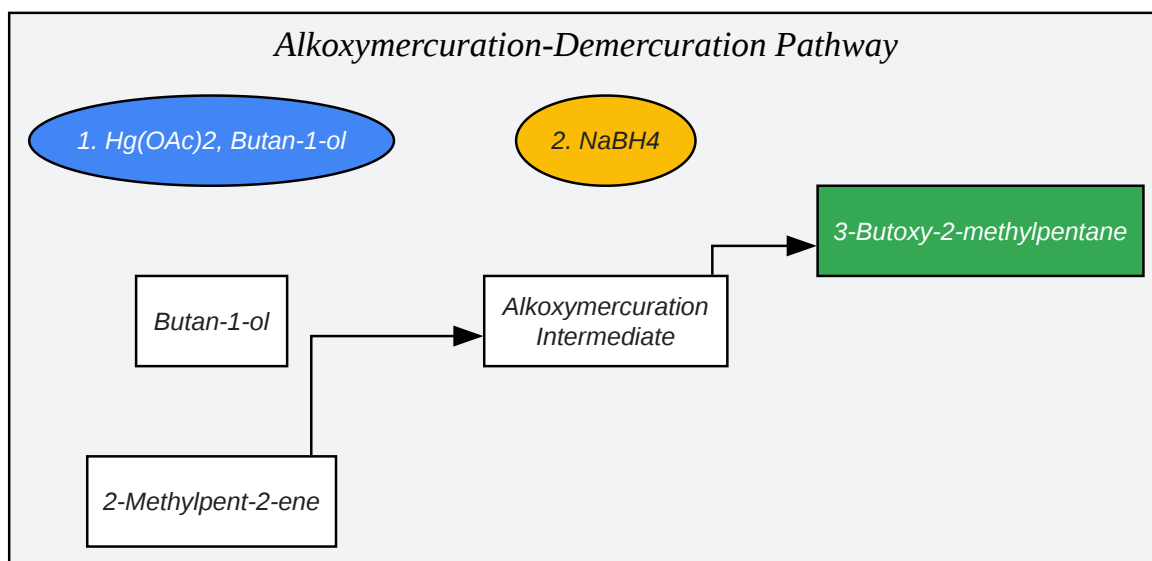 Alkoxymercuration-Demercuration Pathway
1. Hg(OAc)2, Butan-1-ol
2. NaBH4
3-Butoxy-2-methylpentane
Butan-1-ol
Alkoxymercuration
Intermediate
2-Methylpent-2-ene